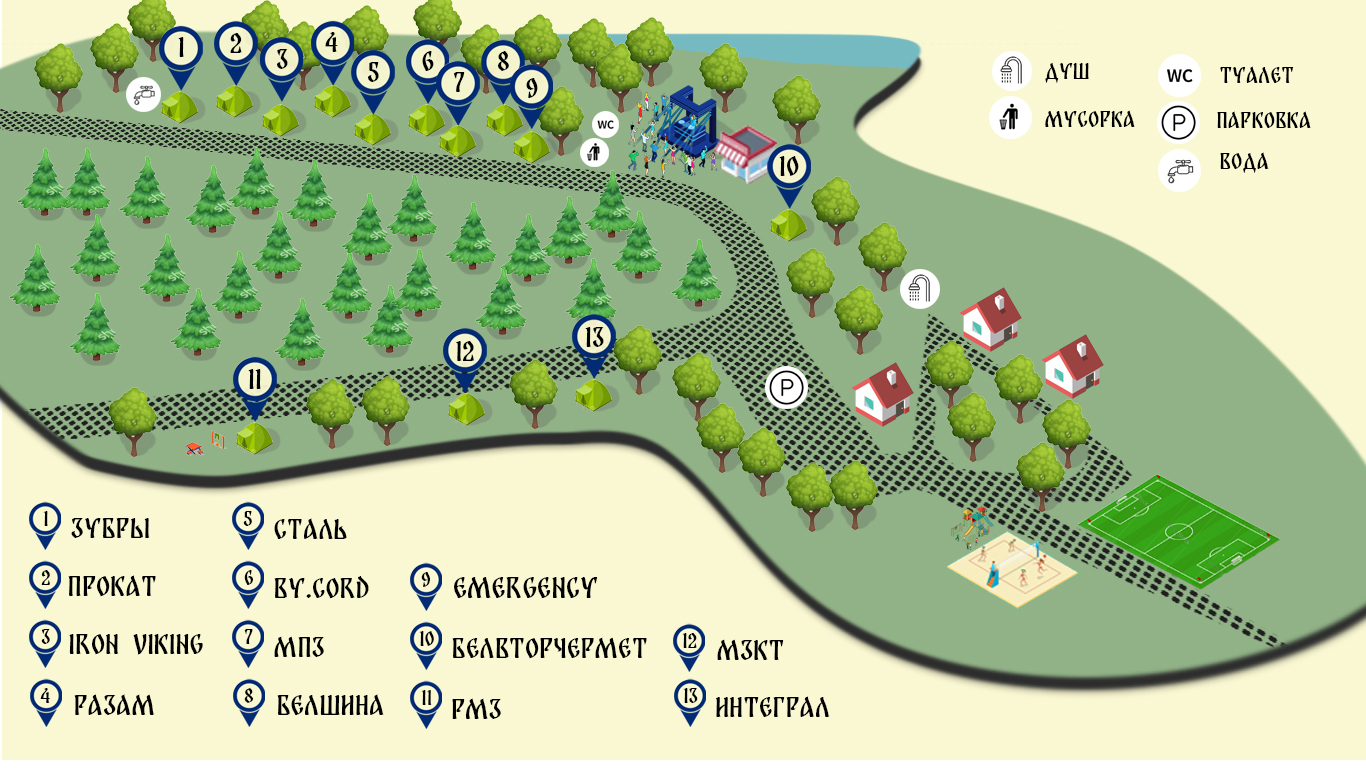 1
2
3
4
5
6
7
8
9
WC
10
11
12
13
P
ДУШ
WC ТУАЛЕТ
МУСОРКА
P ПАРКОВКА
ВОДА
1 ЗУБРЫ
2 ПРОКАТ
3 IRON VIKING
4 РАЗАМ
5 СТАЛЬ
6 BY.CORD
7 МПЗ
8 БЕЛШИНА
9 EMERGENCY
10 БЕЛВТОРЧЕРМЕТ
11 РМЗ
12 МЗКТ
13 ИНТЕГРАЛ